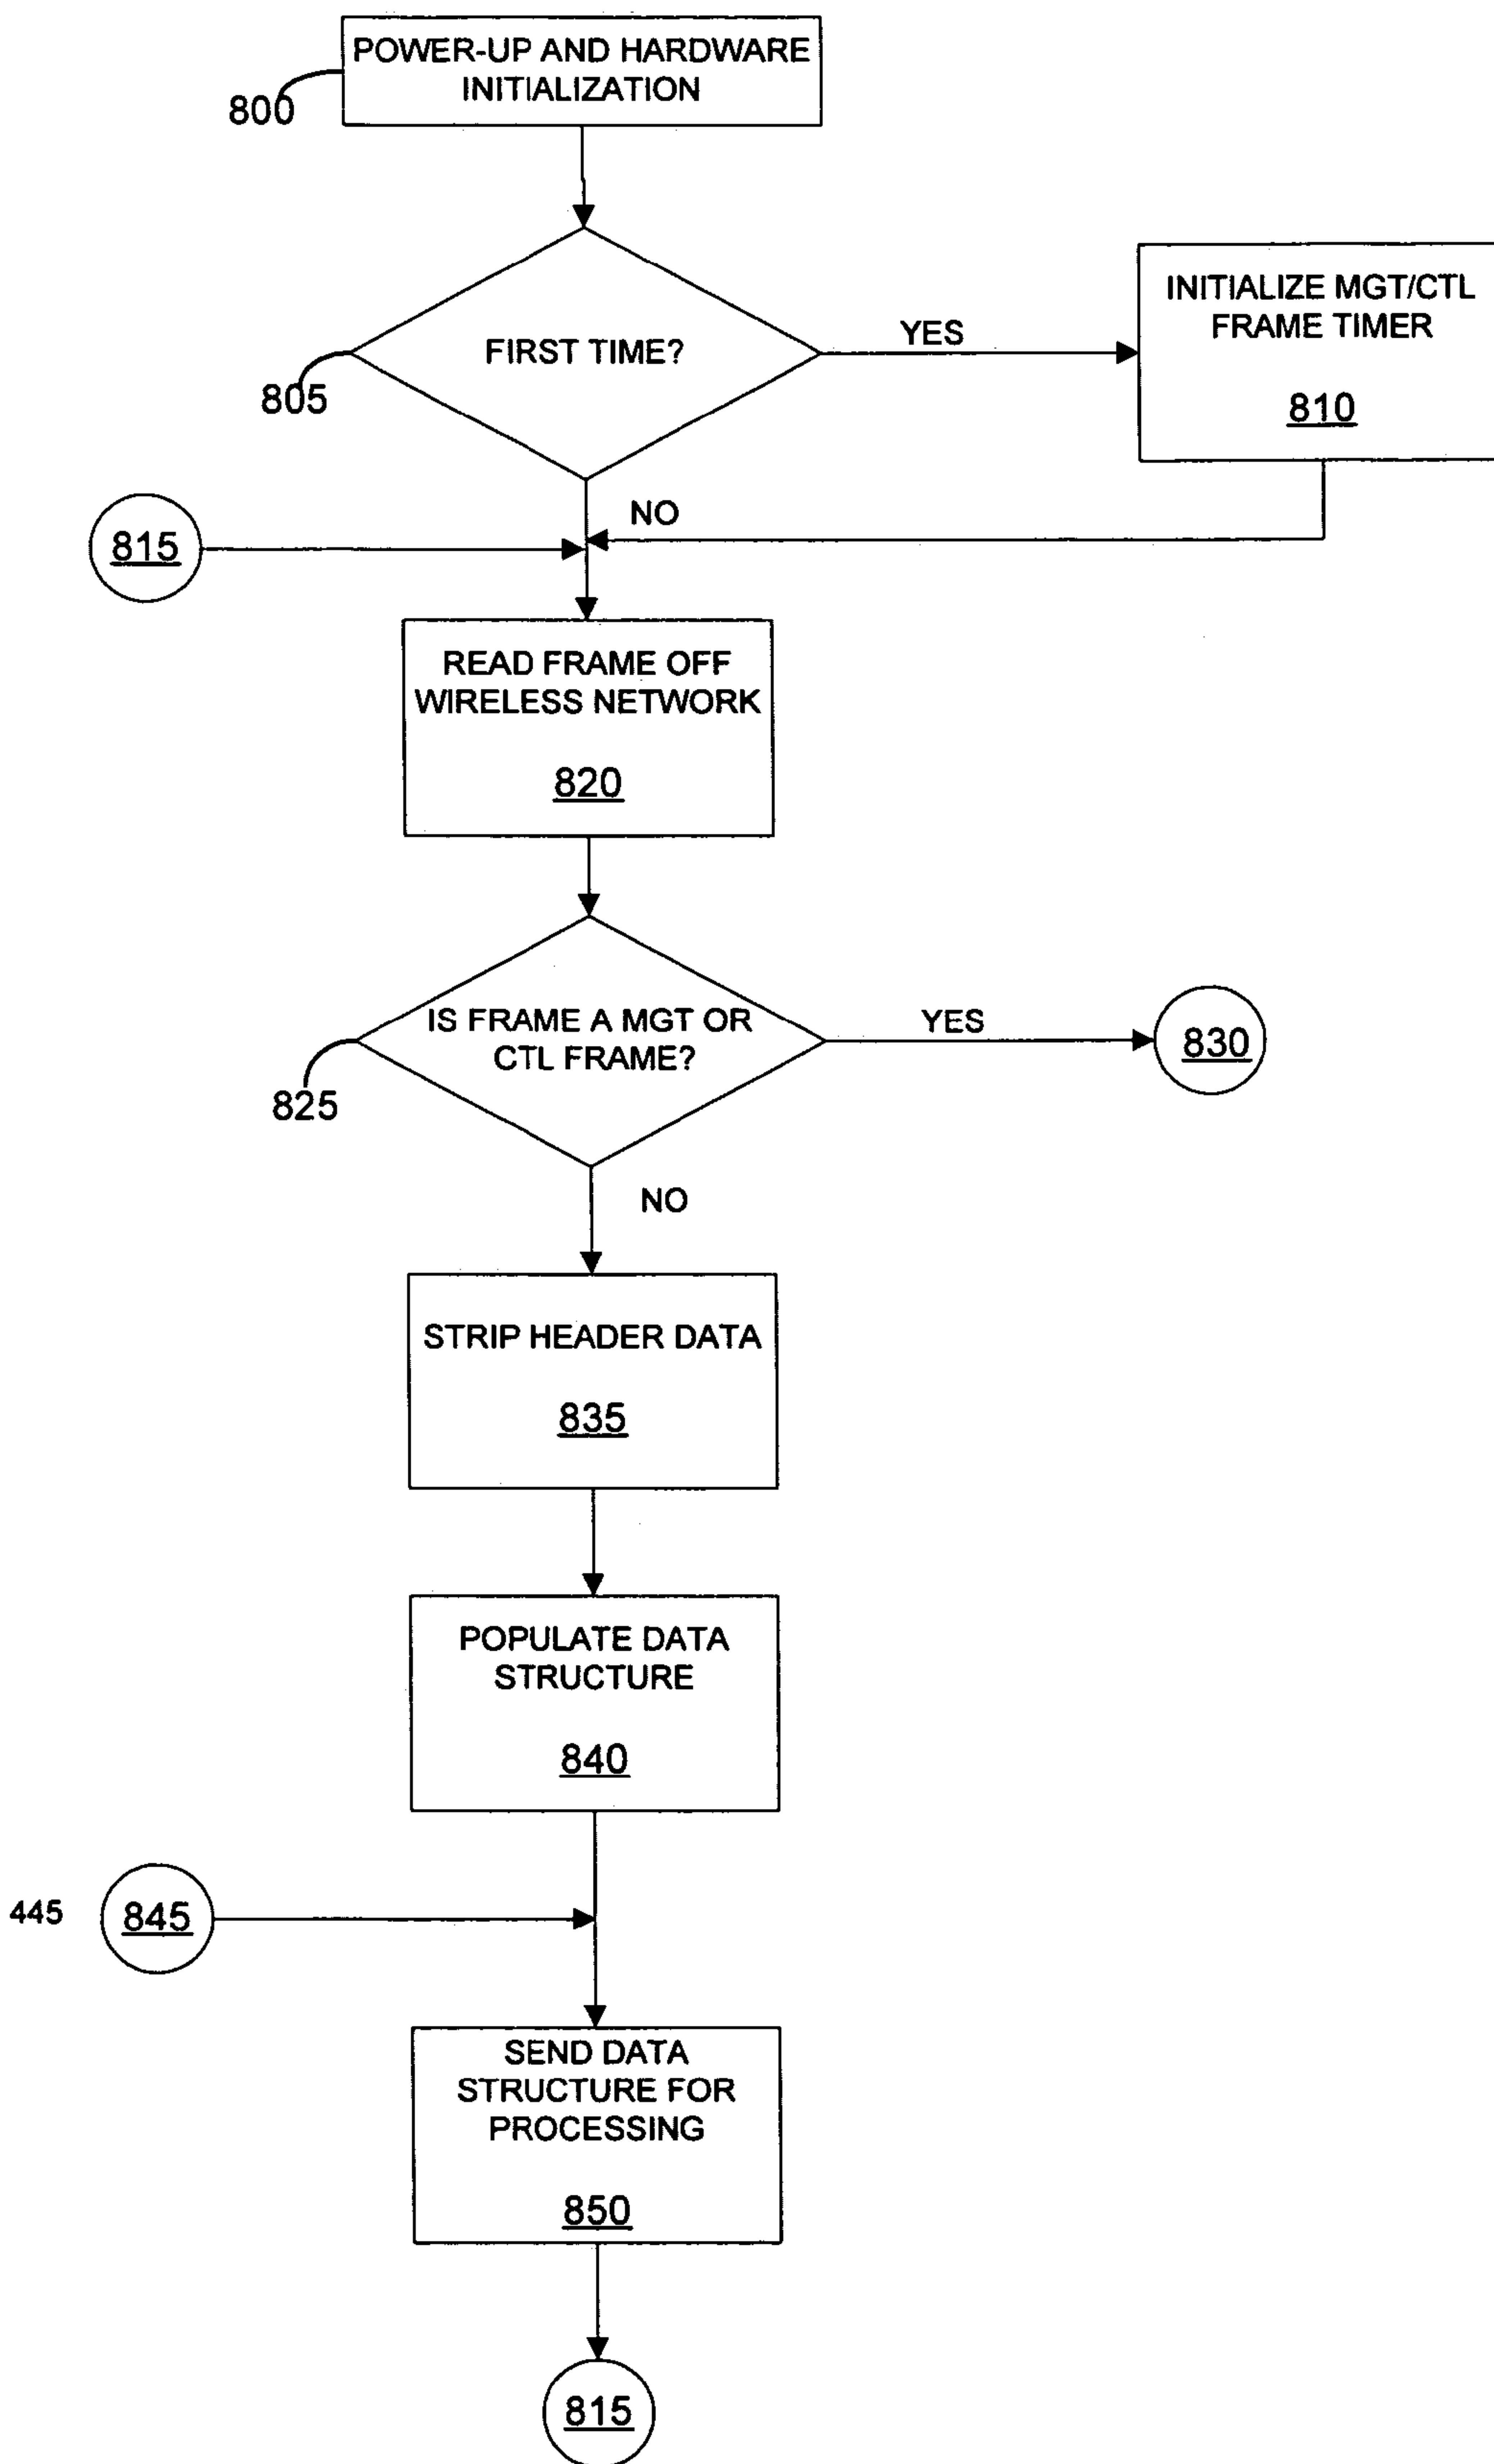 POWER-UP AND HARDWARE
INITIALIZATION
800
FIRST TIME?
805
YES
INITIALIZE MGT/CTL
FRAME TIMER
810
NO
815
READ FRAME OFF
WIRELESS NETWORK
820
IS FRAME A MGT OR
CTL FRAME?
825
YES
830
NO
STRIP HEADER DATA
835
POPULATE DATA
STRUCTURE
840
445
845
SEND DATA
STRUCTURE FOR
PROCESSING
850
815